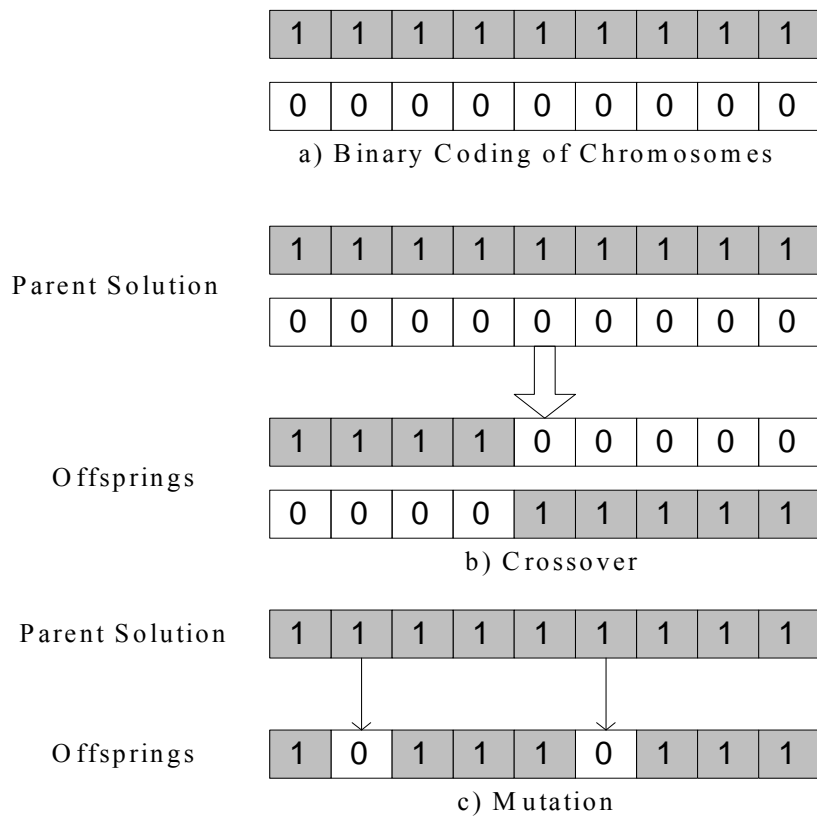 1 1 1 1 1 1 1 1 1
0 0 0 0 0 0 0 0 0
a) Binary Coding of Chromosomes
1 1 1 1 1 1 1 1 1
Parent Solution
0 0 0 0 0 0 0 0 0
1 1 1 1 0 0 0 0 0
Offsprings
0 0 0 0 1 1 1 1 1
b) Crossover
Parent Solution 1 1 1 1 1 1 1 1 1
Offsprings 1 0 1 1 1 0 1 1 1
c) Mutation